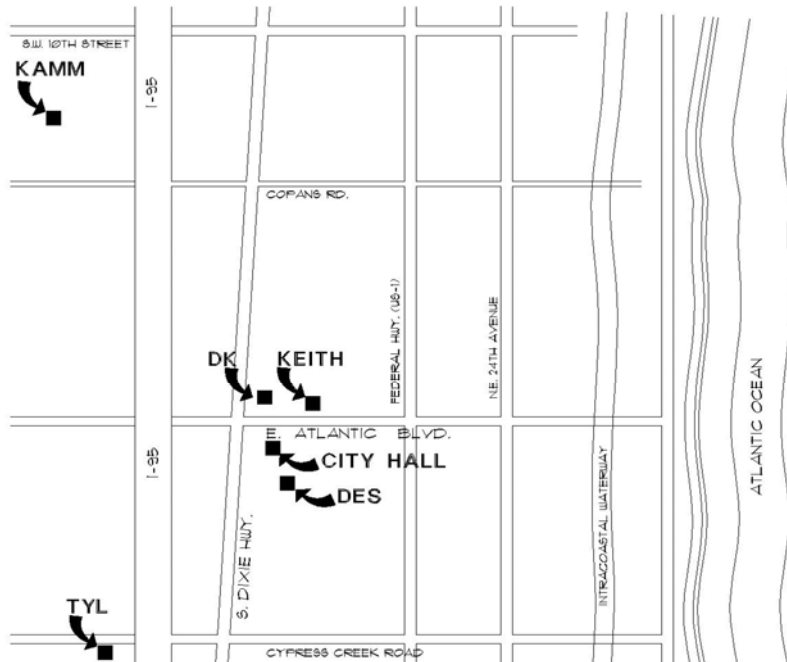 S.W. 10TH STREET
KAMM
I-95
COPANS RD.
FEDERAL HWY. (US-1)
N.E. 24TH AVENUE
DK
KEITH
ATLANTIC OCEAN
E. ATLANTIC BLVD.
CITY HALL
I-95
DES
INTRACOASTAL WATERWAY
S. DIXIE HWY.
TYL
CYPRESS CREEK ROAD